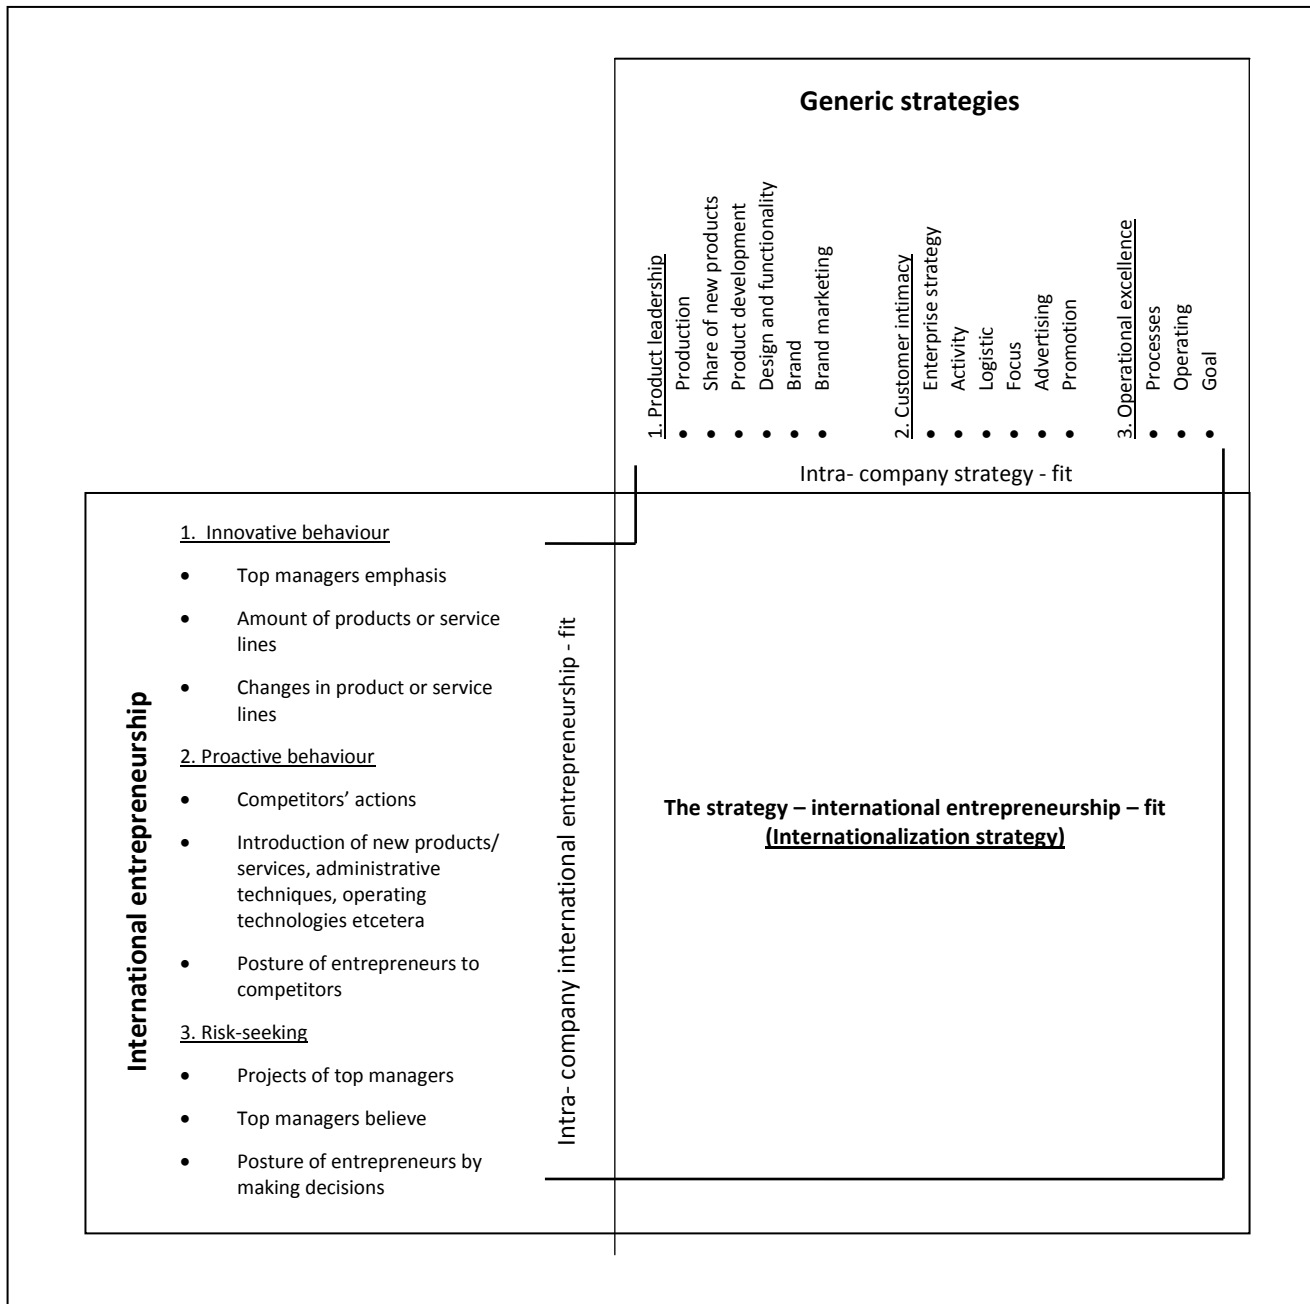 Generic strategies
1. Product leadership
• Production
• Share of new products
• Product development
• Design and functionality
• Brand
• Brand marketing
2. Customer intimacy
• Enterprise strategy
• Activity
• Logistic
• Focus
• Advertising
• Promotion
3. Operational excellence
• Processes
• Operating
• Goal
Intra- company strategy - fit
International entrepreneurship
1. Innovative behaviour
• Top managers emphasis
• Amount of products or service
lines
• Changes in product or service
lines
2. Proactive behaviour
• Competitors’ actions
• Introduction of new products/
services, administrative
techniques, operating
technologies etcetera
• Posture of entrepreneurs to
competitors
3. Risk-seeking
• Projects of top managers
• Top managers believe
• Posture of entrepreneurs by
making decisions
Intra- company international entrepreneurship - fit
The strategy – international entrepreneurship – fit
(Internationalization strategy)